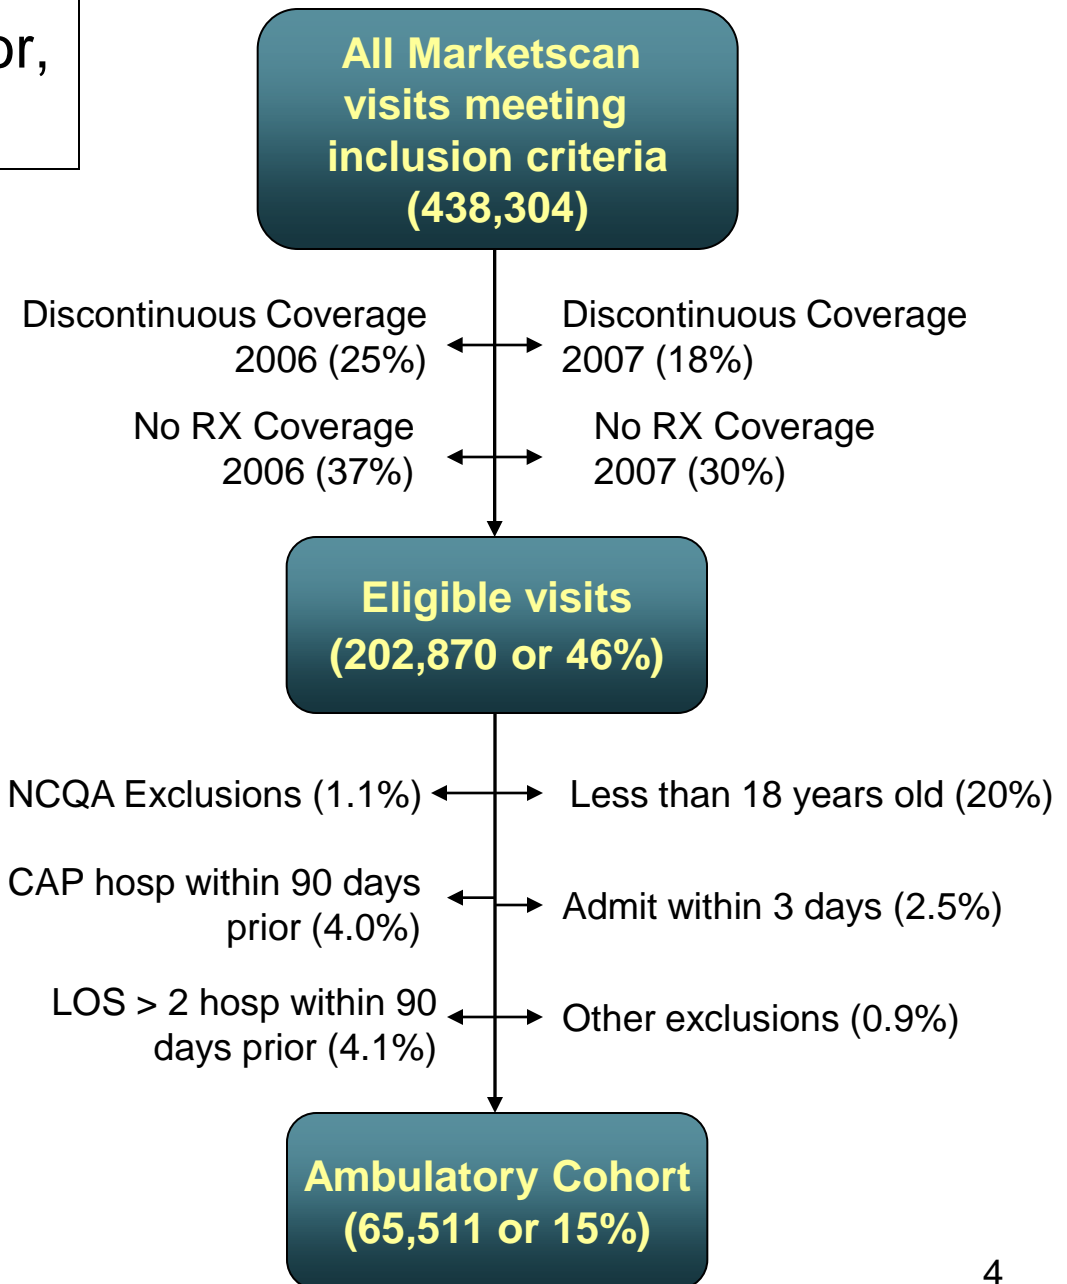 or,
All Marketscan
visits meeting
inclusion criteria
(438,304)
Discontinuous Coverage
2006 (25%)
Discontinuous Coverage
2007 (18%)
No RX Coverage
2006 (37%)
No RX Coverage
2007 (30%)
Eligible visits
(202,870 or 46%)
NCQA Exclusions (1.1%)
Less than 18 years old (20%)
CAP hosp within 90 days
prior (4.0%)
Admit within 3 days (2.5%)
LOS > 2 hosp within 90
days prior (4.1%)
Other exclusions (0.9%)
Ambulatory Cohort
(65,511 or 15%)
4